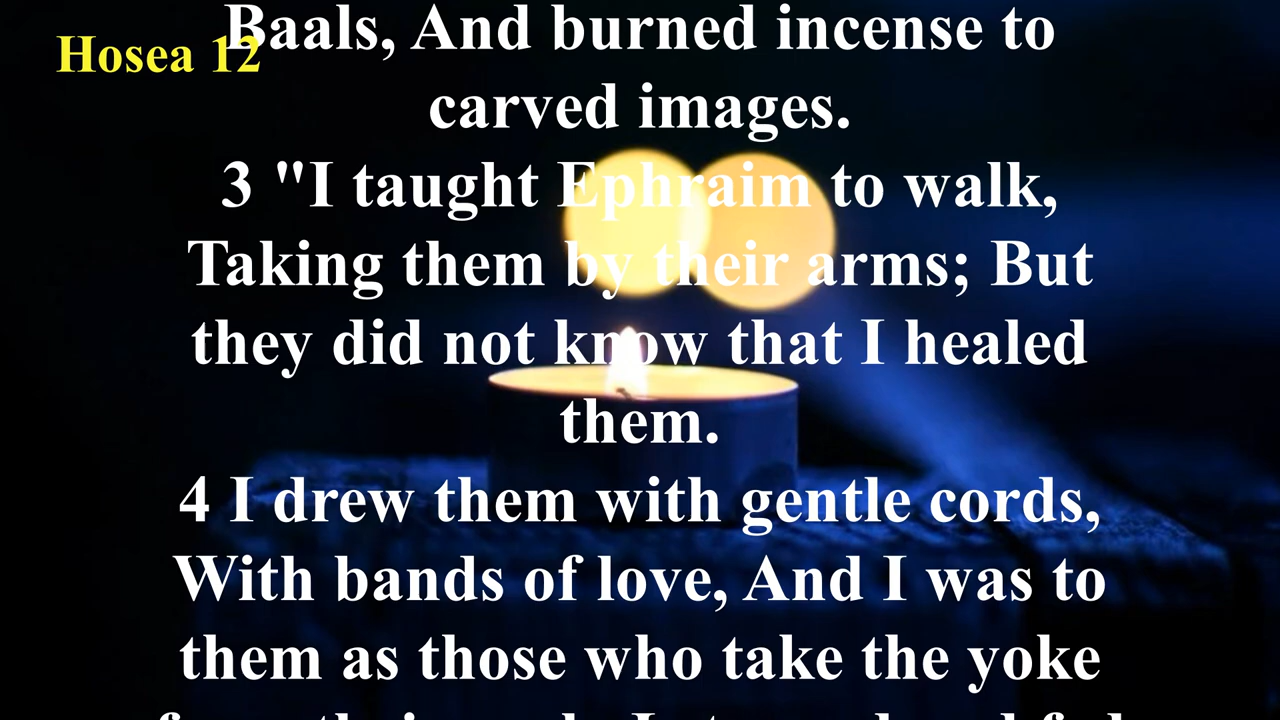 Hosea 12
Baals, And burned incense to
carved images.
3 "I taught Ephraim to walk,
Taking them by their arms; But
they did not know that I healed
them.
4 I drew them with gentle cords,
With bands of love, And I was to
them as those who take the yoke